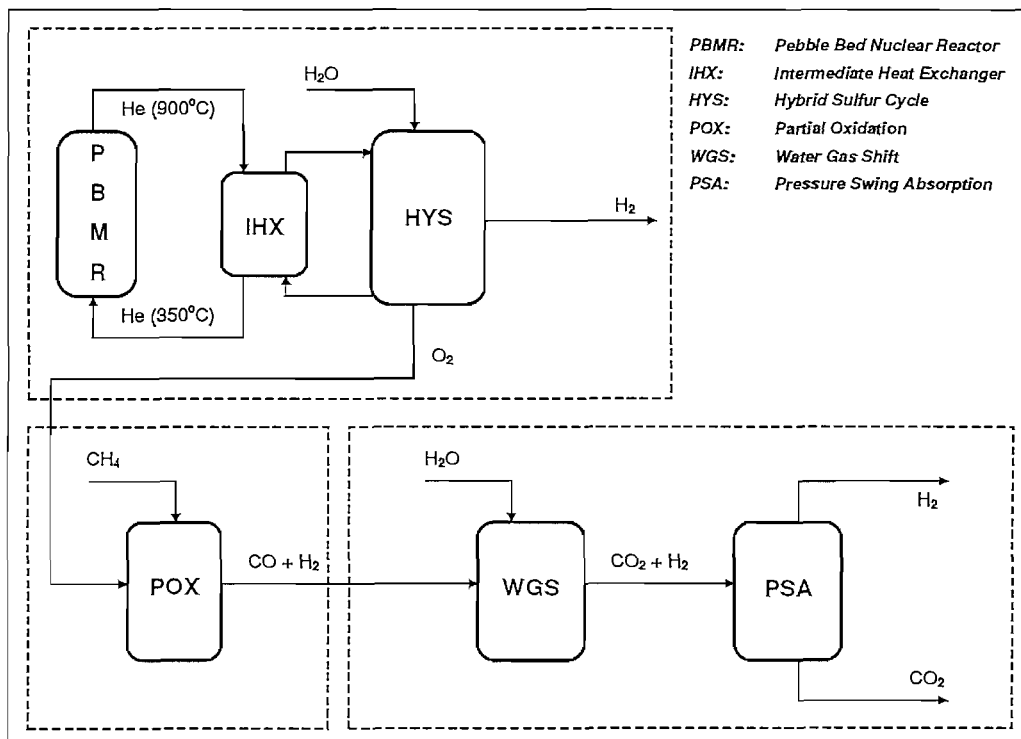 PBMR: Pebble Bed Nuclear Reactor
IHX: Intermediate Heat Exchanger
HYS: Hybrid Sulfur Cycle
POX: Partial Oxidation
WGS: Water Gas Shift
PSA: Pressure Swing Absorption
H₂O
He (900°C)
P
B
M
R
IHX
HYS
H₂
He (350°C)
O₂
CH₄
POX
CO + H₂
H₂O
WGS
CO₂ + H₂
PSA
H₂
CO₂